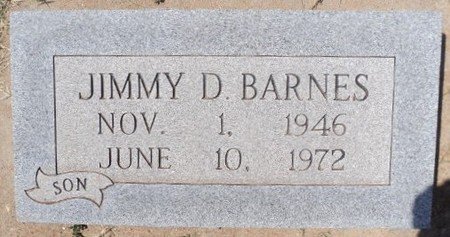 JIMMY D. BARNES
NOV. 1, 1946
JUNE 10, 1972
SON